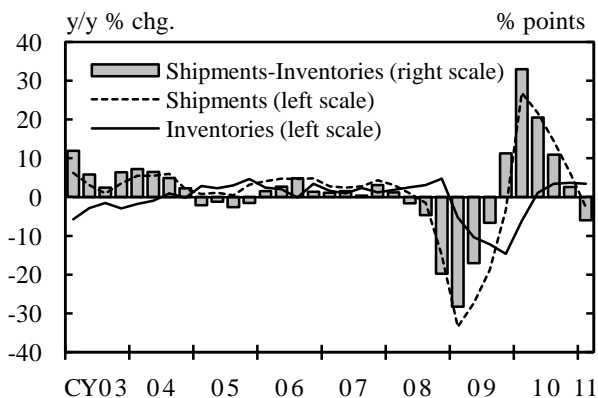 y/y % chg. % points
40
30
20
10
0
-10
-20
-30
-40
Shipments-Inventories (right scale)
Shipments (left scale)
Inventories (left scale)
CY03 04 05 06 07 08 09 10 11